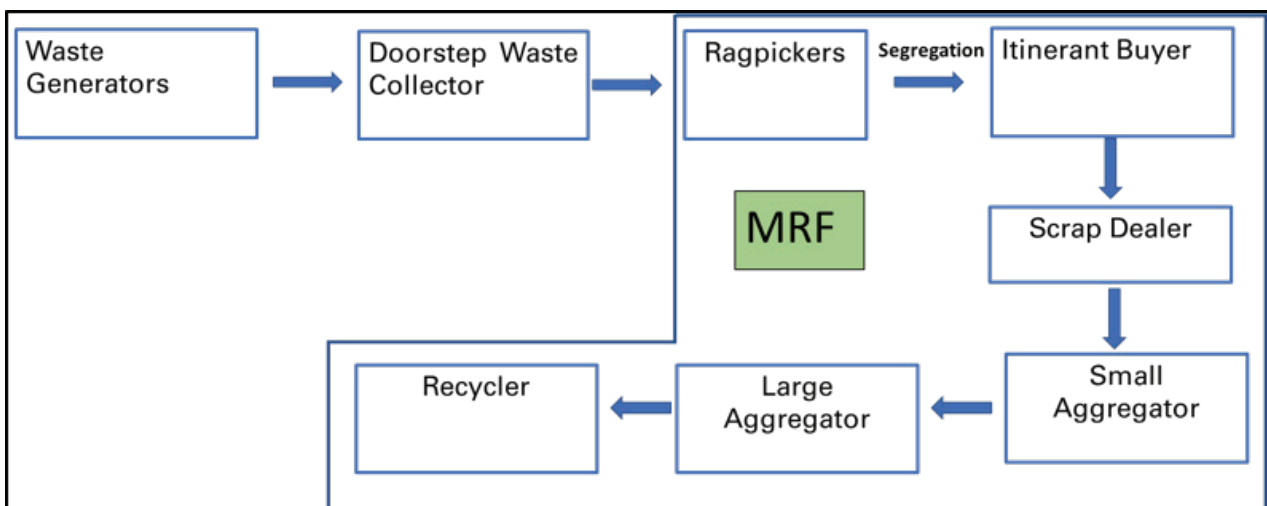 Waste
Generators
Doorstep Waste
Collector
Ragpickers
Segregation
Itinerant Buyer
MRF
Scrap Dealer
Small
Aggregator
Large
Aggregator
Recycler